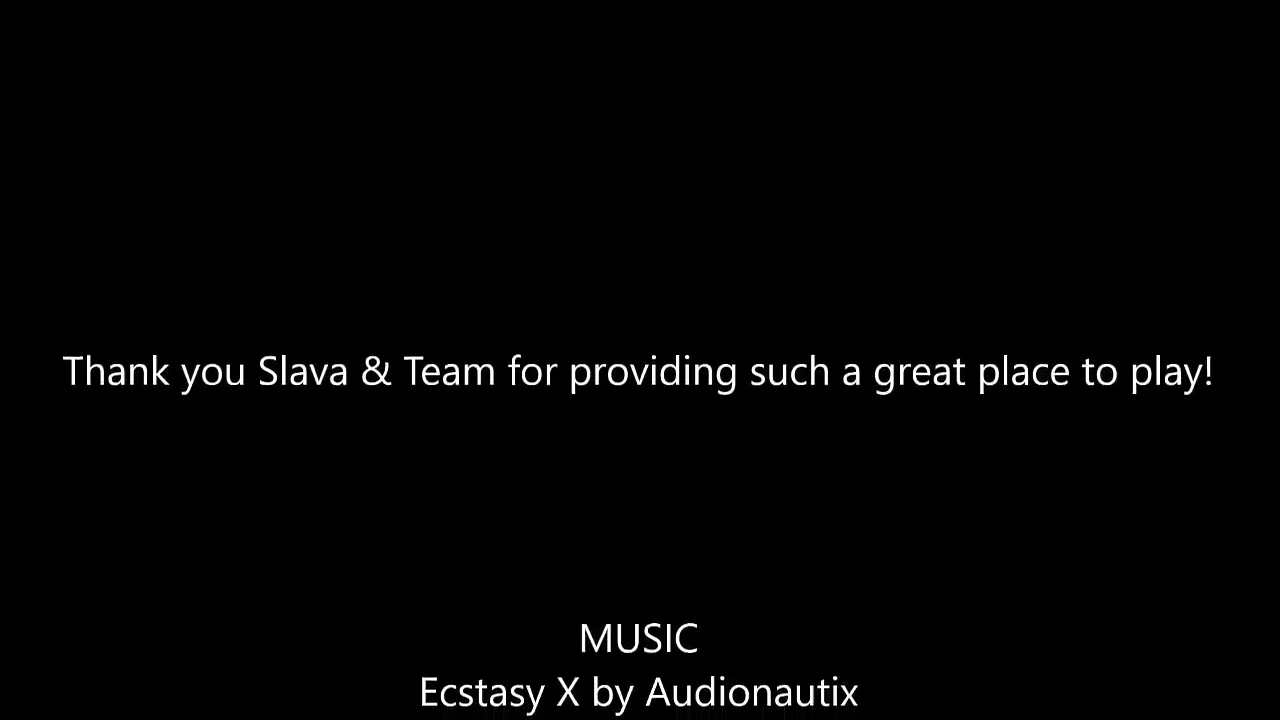 Thank you Slava & Team for providing such a great place to play!
MUSIC
Ecstasy X by Audionautix